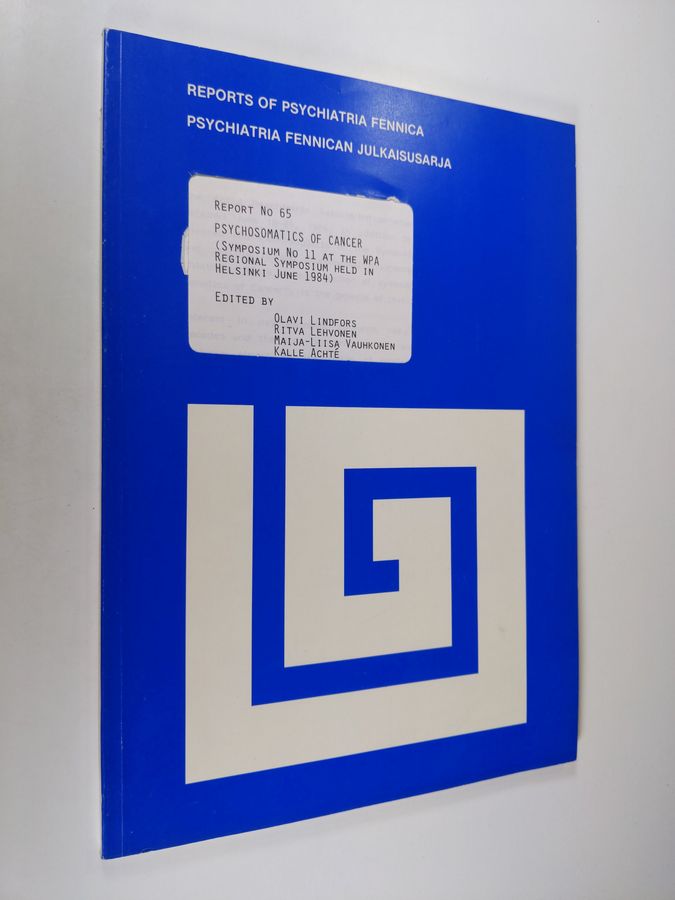 REPORTS OF PSYCHIATRIA FENNICA
PSYCHIATRIA FENNICAN JULKAISUSARJA
REPORT NO 65
PSYCHOSOMATICS OF CANCER
(SYMPOSIUM NO 11 AT THE WPA
REGIONAL SYMPOSIUM HELD IN
HELSINKI JUNE 1984)
EDITED BY
OLAVI LINDFORS
RITVA LEHVONEN
MAIJA-LIISA VAUHKONEN
KALLE ACHTÉ